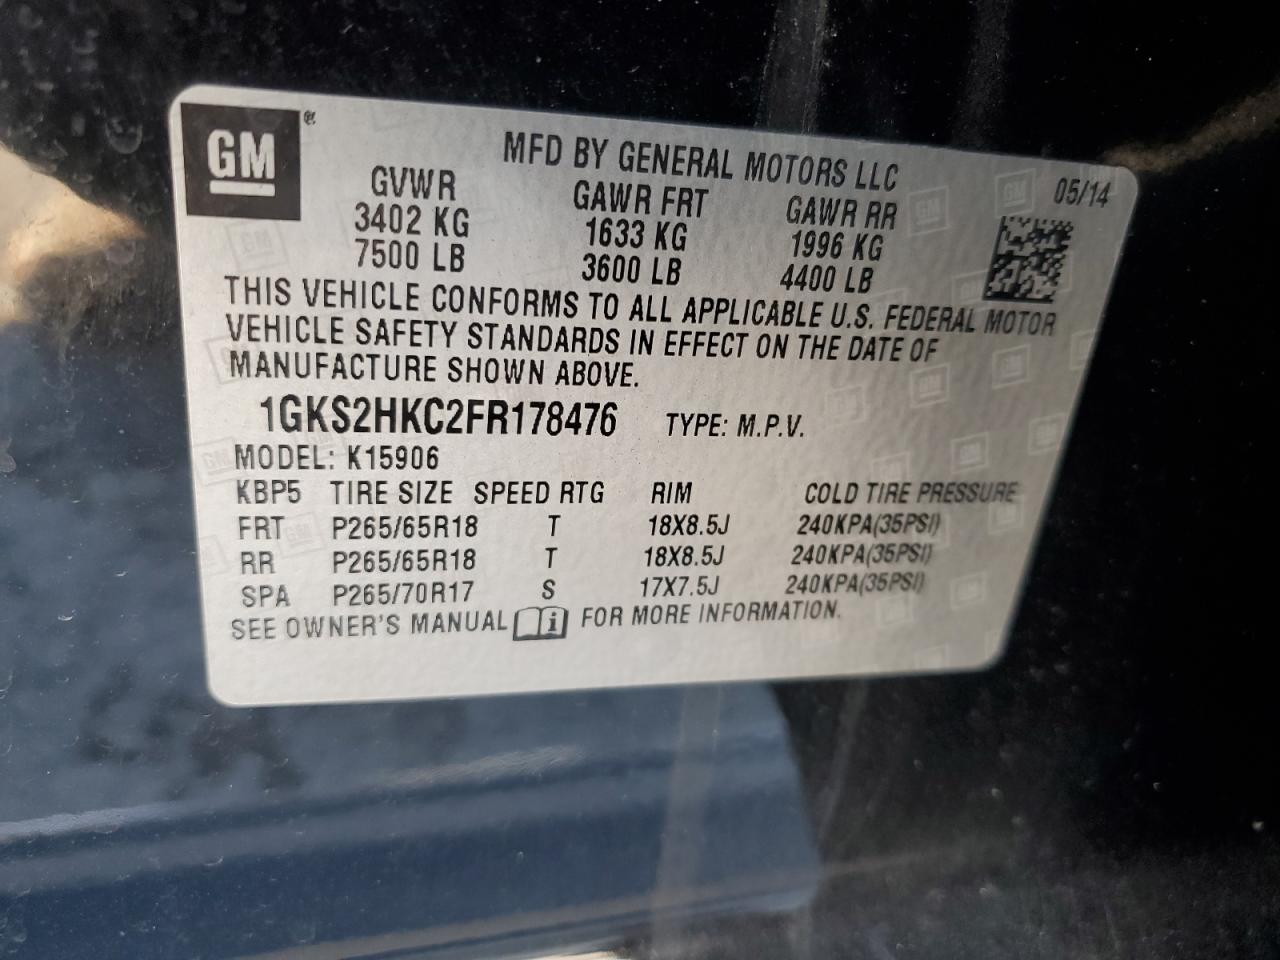 GM®
MFD BY GENERAL MOTORS LLC
05/14
GVWR GAWR FRT GAWR RR
3402 KG 1633 KG 1996 KG
7500 LB 3600 LB 4400 LB
THIS VEHICLE CONFORMS TO ALL APPLICABLE U.S. FEDERAL MOTOR
VEHICLE SAFETY STANDARDS IN EFFECT ON THE DATE OF
MANUFACTURE SHOWN ABOVE.
1GKS2HKC2FR178476 TYPE: M.P.V.
MODEL: K15906
KBP5 TIRE SIZE SPEED RTG RIM COLD TIRE PRESSURE
FRT P265/65R18 T 18X8.5J 240KPA(35PSI)
RR P265/65R18 T 18X8.5J 240KPA(35PSI)
SPA P265/70R17 S 17X7.5J 240KPA(35PSI)
SEE OWNER'S MANUAL i FOR MORE INFORMATION.